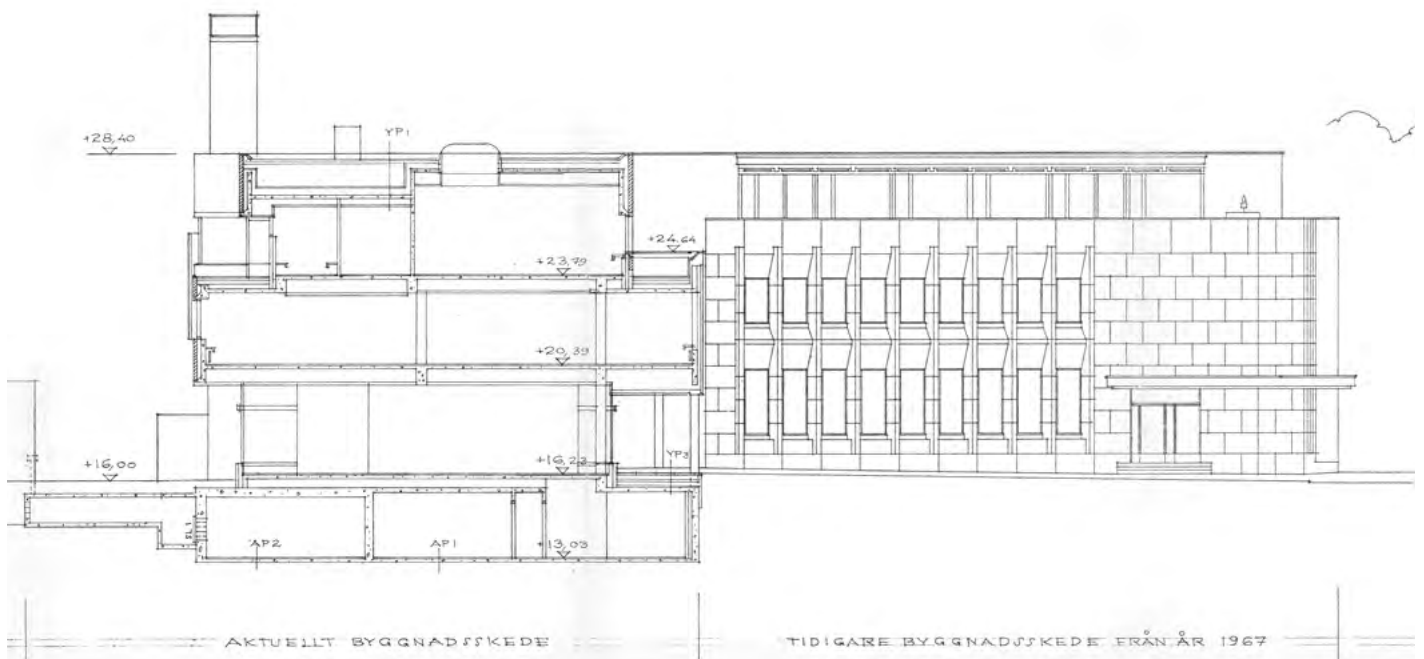 +28,40
YP1
+24.64
+23,79
+20,39
+16,00
+16,23
YP3
AP2
AP1
+13,03
AKTUELLT BYGGNADSSKEDE
TIDIGARE BYGGNADSSKEDE FRÅN ÅR 1967